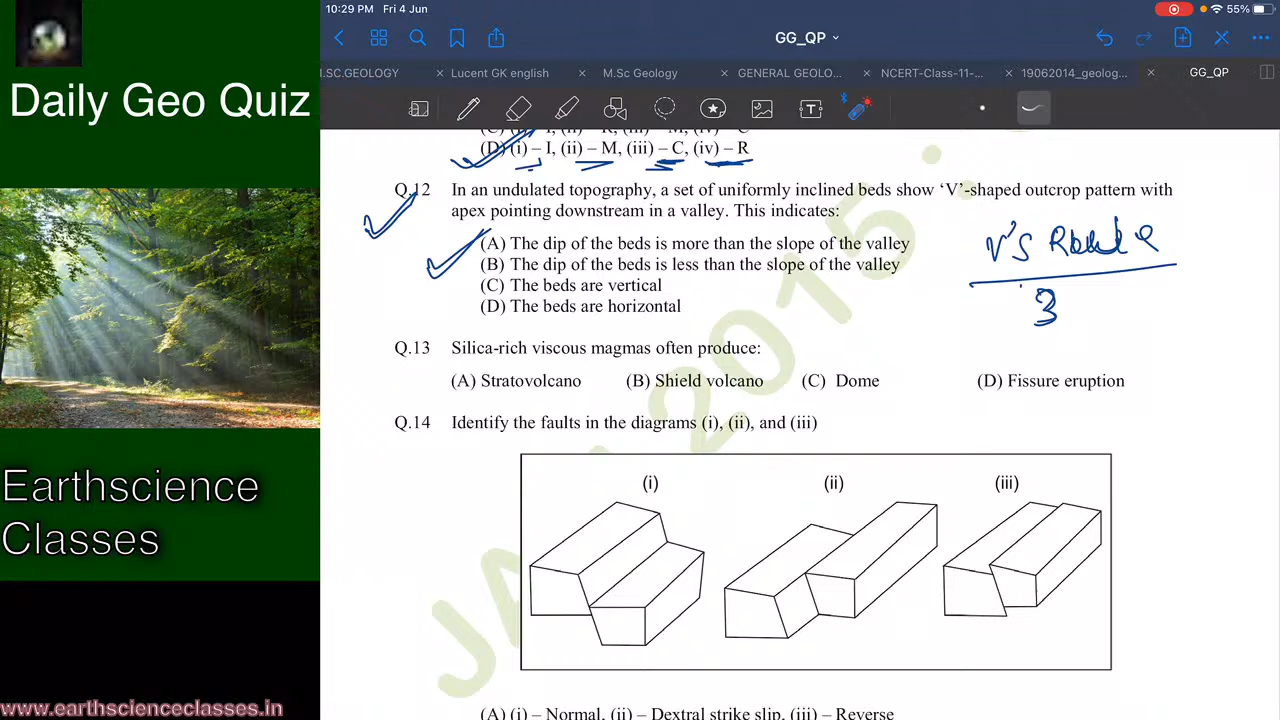 10:29 PM Fri 4 Jun
55%
GG_QP
M.SC.GEOLOGY
Lucent GK english
M.Sc Geology
GENERAL GEOLO...
NCERT-Class-11-...
19062014_geolog...
GG_QP
Daily Geo Quiz
(D) (i) – I, (ii) – M, (iii) – C, (iv) – R
Q.12 In an undulated topography, a set of uniformly inclined beds show ‘V’-shaped outcrop pattern with
apex pointing downstream in a valley. This indicates:
(A) The dip of the beds is more than the slope of the valley
(B) The dip of the beds is less than the slope of the valley
(C) The beds are vertical
(D) The beds are horizontal
V's
3
Q.13 Silica-rich viscous magmas often produce:
(A) Stratovolcano (B) Shield volcano (C) Dome (D) Fissure eruption
Q.14 Identify the faults in the diagrams (i), (ii), and (iii)
(i) (ii) (iii)
(A) (i) – Normal, (ii) – Dextral strike slip, (iii) – Reverse
JAM 2015
Earthscience
Classes
www.earthscienceclasses.in